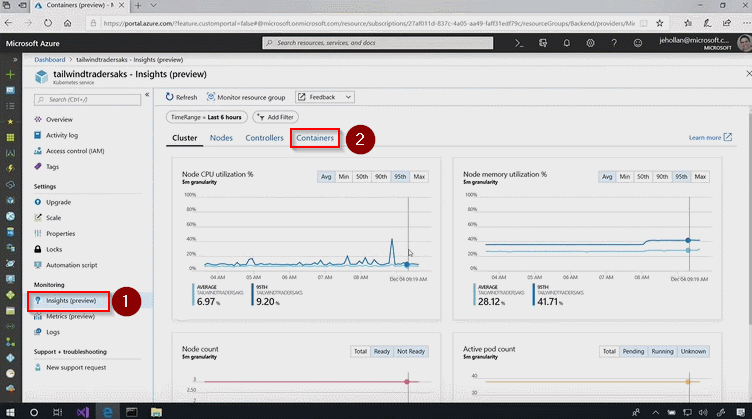 Containers (preview) - M
https://portal.azure.com/?feature.customportal=false#@microsoft.onmicrosoft.com/resource/subscriptions/27af011d-837c-4a05-aa49-faff31edf79c/resourceGroups/Backend/providers/Mic
Microsoft Azure
Search resources, services, and docs
jehollan@microsoft.c...
MICROSOFT
Dashboard > tailwindtradersaks - Insights (preview)
tailwindtradersaks - Insights (preview)
Kubernetes service
Search (Ctrl+/)
Refresh
Monitor resource group
Feedback
TimeRange = Last 6 hours
Add Filter
Overview
Activity log
Access control (IAM)
Tags
Settings
Upgrade
Scale
Properties
Locks
Automation script
Monitoring
Insights (preview)
1
Metrics (preview)
Logs
Support + troubleshooting
New support request
Cluster
Nodes
Controllers
Containers
2
Learn more
Node CPU utilization %
5m granularity
Avg Min 50th 90th 95th Max
100%
80%
60%
40%
20%
0%
04 AM 05 AM 06 AM 07 AM 08 AM Dec 04 09:19 AM
AVERAGE
TAILWINDTRADERSAKS
6.97 %
95TH
TAILWINDTRADERSAKS
9.20 %
Node memory utilization %
5m granularity
Avg Min 50th 90th 95th Max
100%
80%
60%
40%
20%
0%
04 AM 05 AM 06 AM 07 AM 08 AM Dec 04 09:19 AM
AVERAGE
TAILWINDTRADERSAKS
28.12 %
95TH
TAILWINDTRADERSAKS
41.71 %
Node count
5m granularity
Total Ready Not Ready
3
2.50
Active pod count
5m granularity
Total Pending Running Unknown
40
30